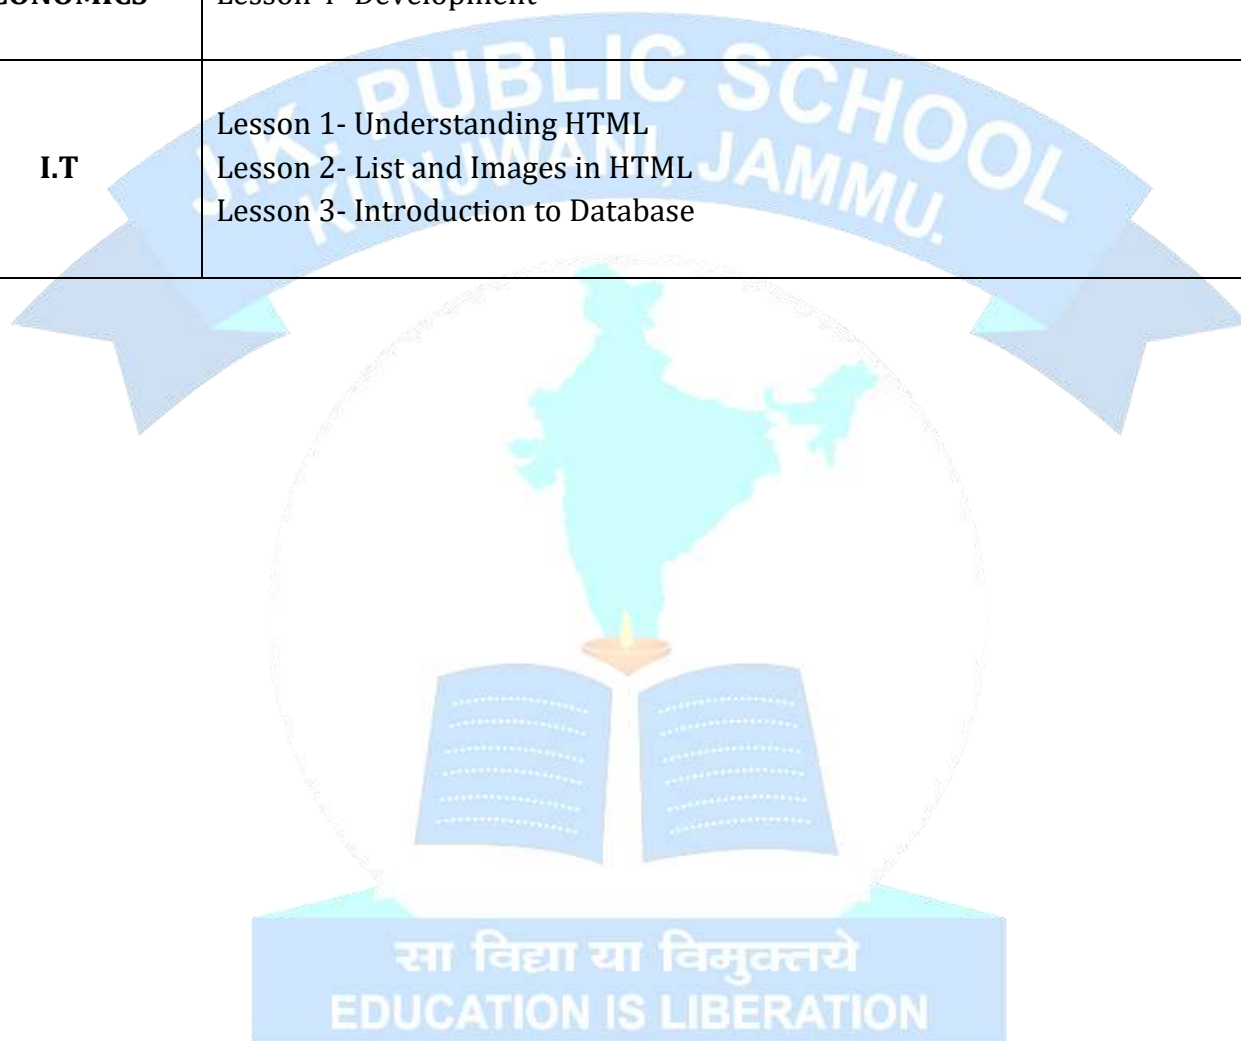 ECONOMICS
Lesson 1- Development
I.T
Lesson 1- Understanding HTML
Lesson 2- List and Images in HTML
Lesson 3- Introduction to Database
J.K. PUBLIC SCHOOL
KUNJWANI, JAMMU.
सा विद्या या विमुक्तये
EDUCATION IS LIBERATION